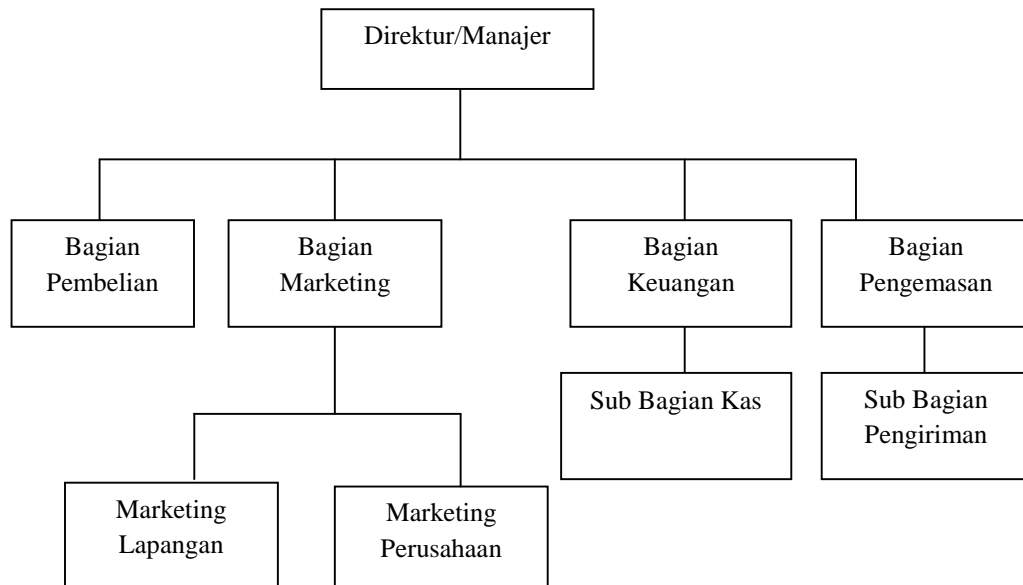 Direktur/Manajer
Bagian
Pembelian
Bagian
Marketing
Bagian
Keuangan
Bagian
Pengemasan
Sub Bagian Kas
Sub Bagian
Pengiriman
Marketing
Lapangan
Marketing
Perusahaan